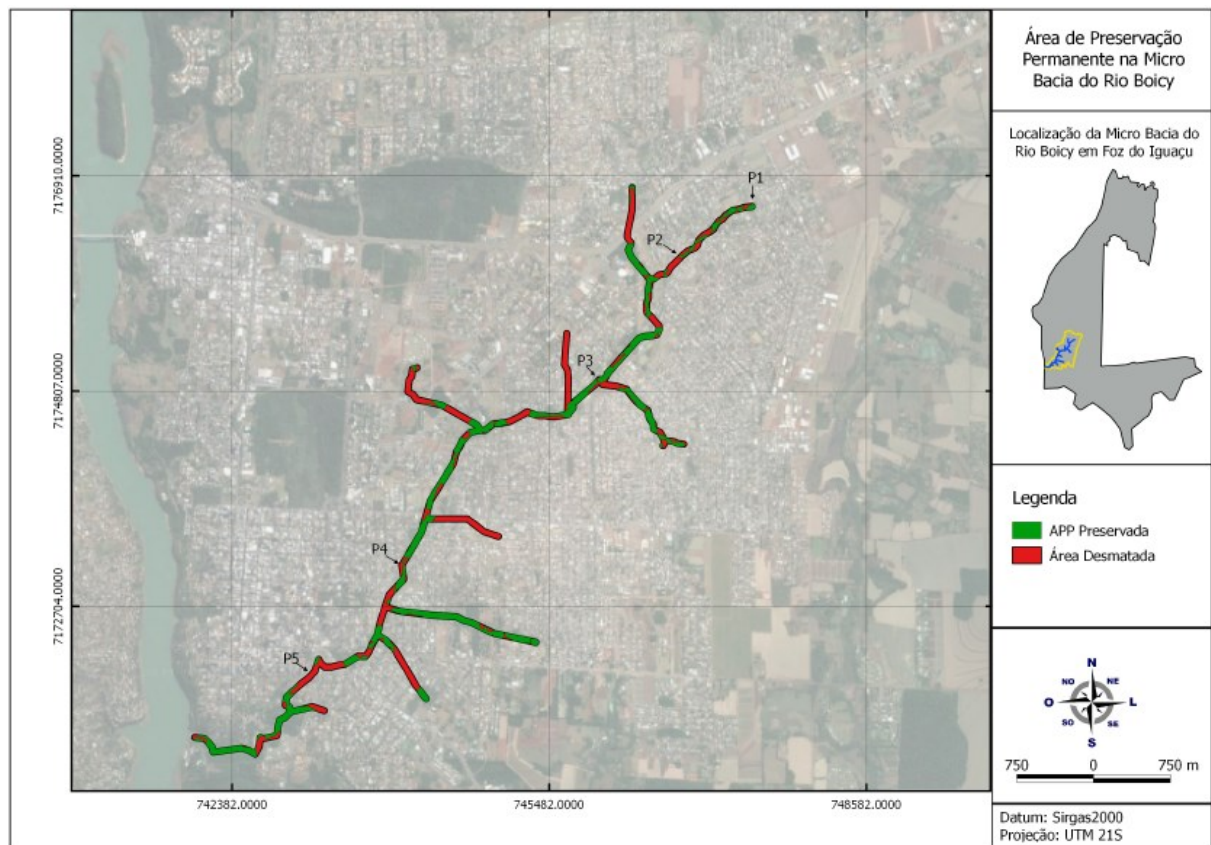 Área de Preservação
Permanente na Micro
Bacia do Rio Boicy
Localização da Micro Bacia do
Rio Boicy em Foz do Iguaçu
7176910.0000
7174807.0000
7172704.0000
P1
P2
P3
P4
P5
742382.0000
745482.0000
748582.0000
Legenda
APP Preservada
Área Desmatada
N
NO
NE
O
L
SO
SE
S
750
0
750 m
Datum: Sirgas2000
Projeção: UTM 21S